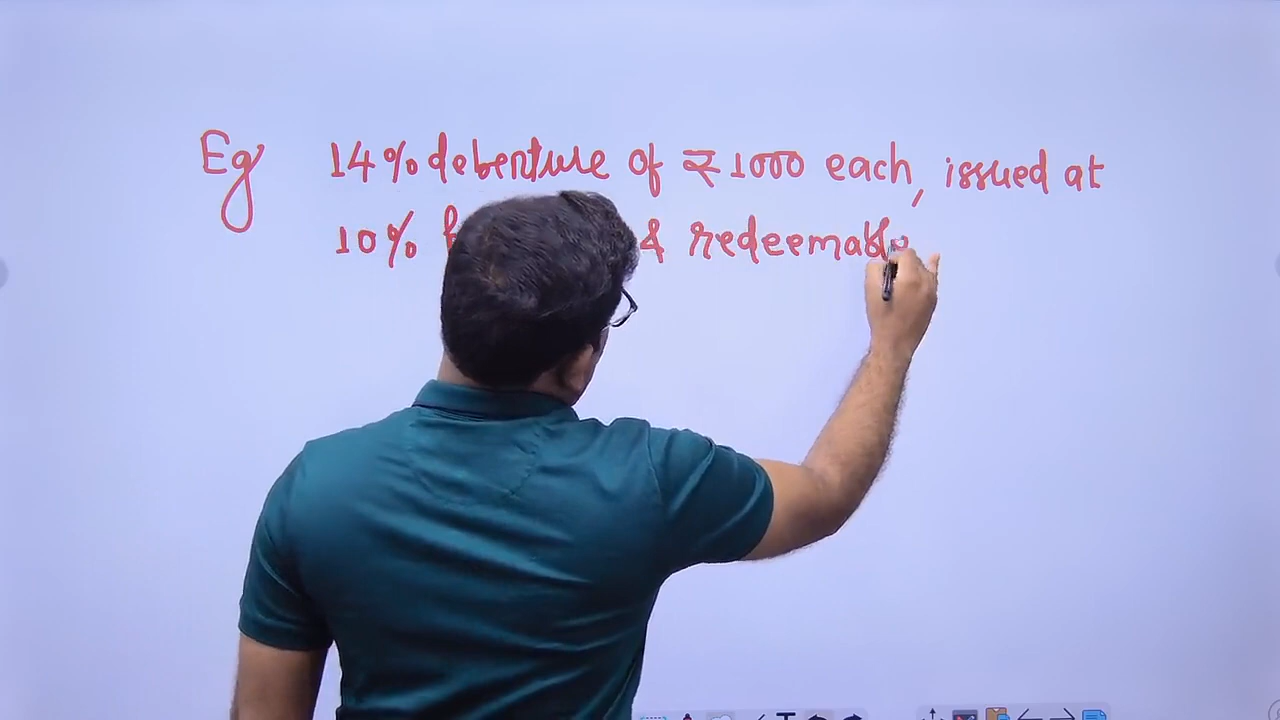 Eg 14% debenture of ₹1000 each, issued at
10% & redeemable